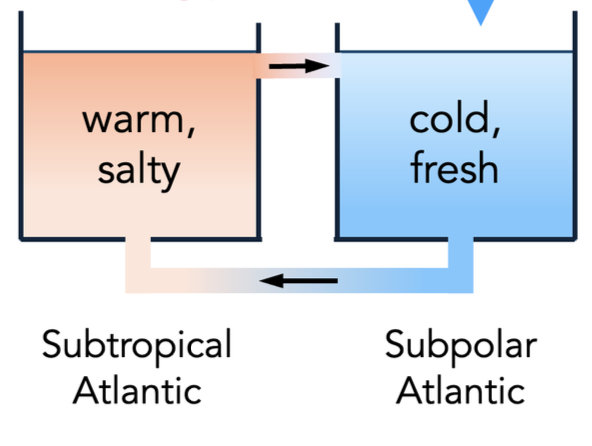 warm,
salty
cold,
fresh
Subtropical
Atlantic
Subpolar
Atlantic